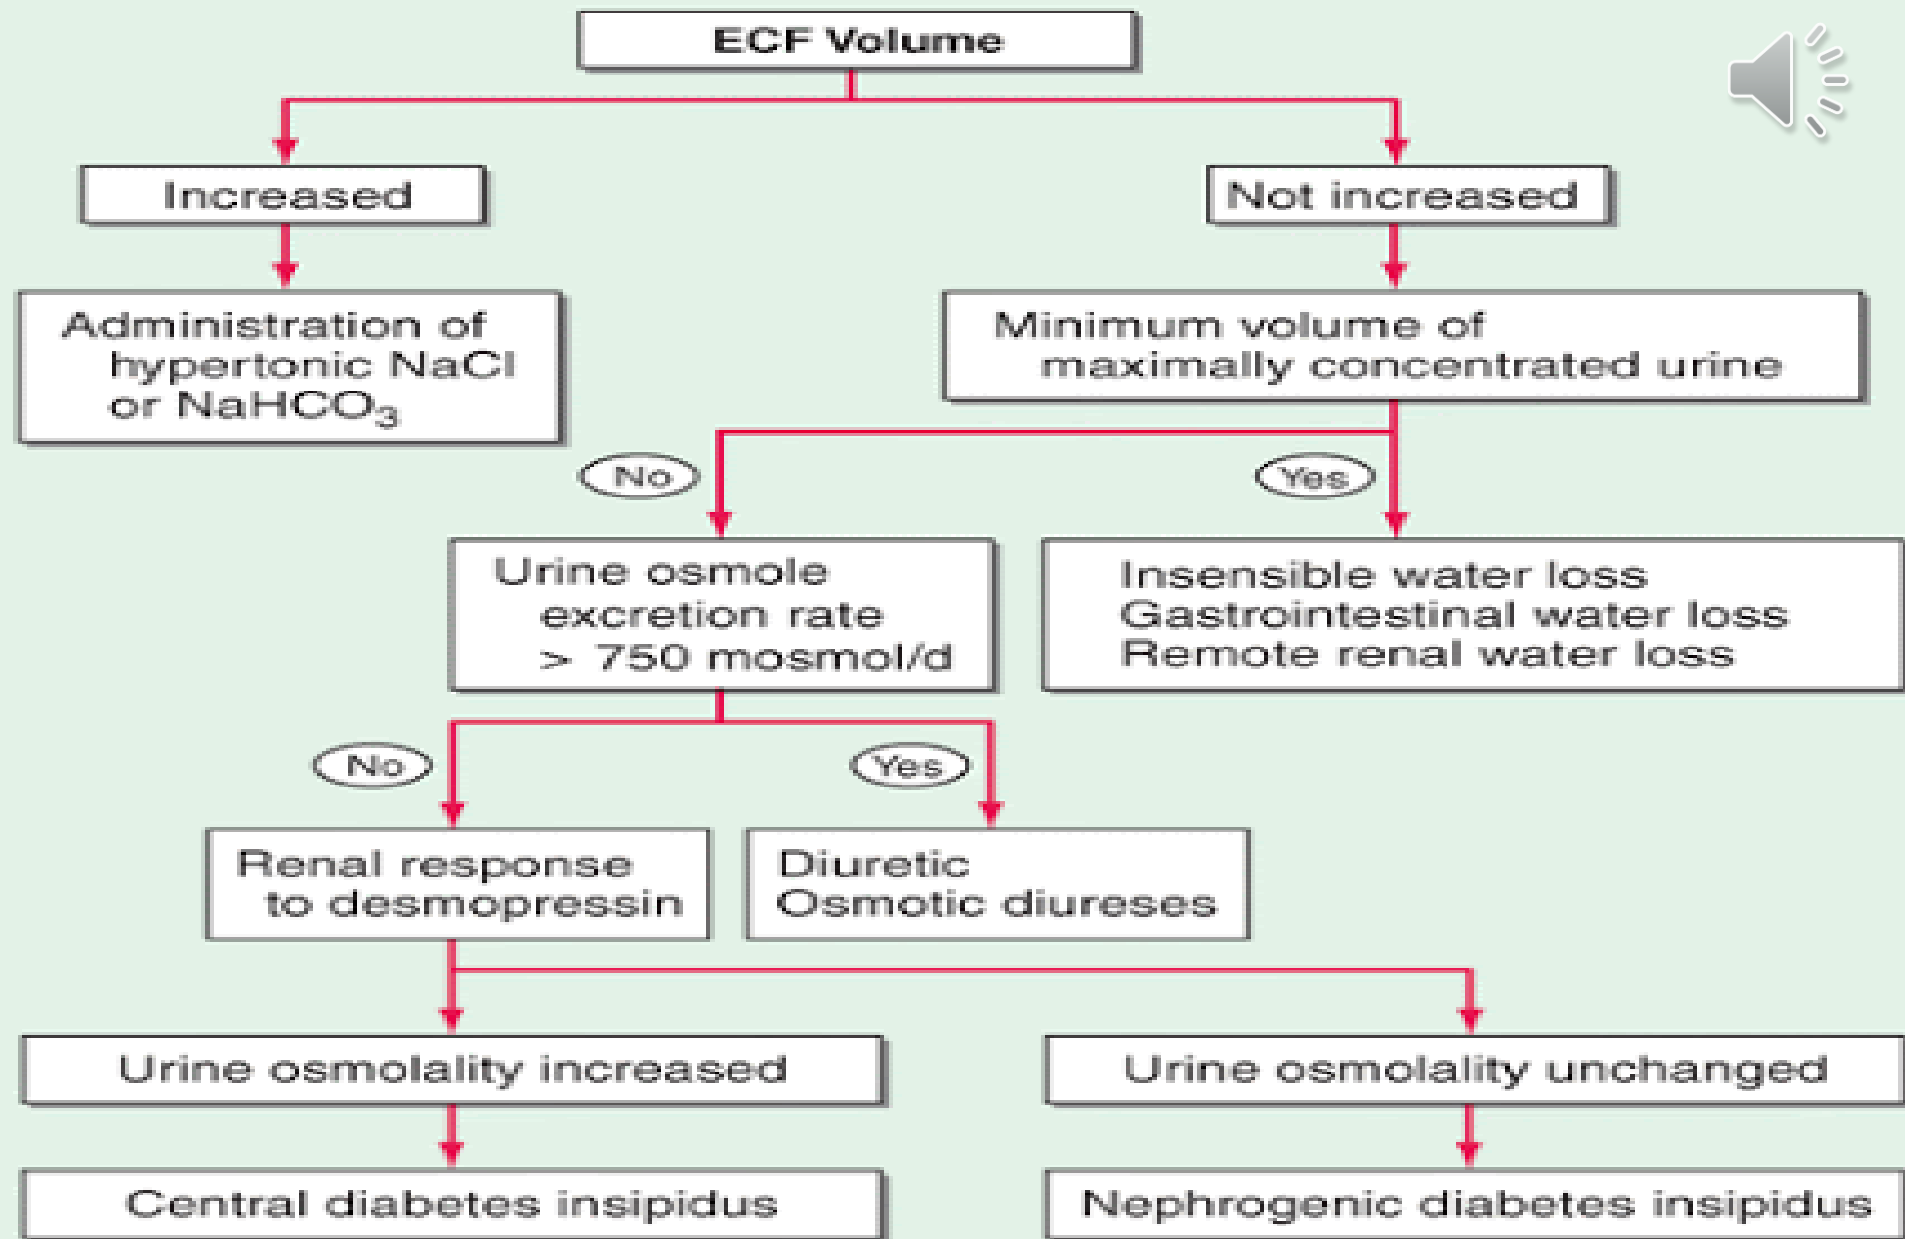 ECF Volume
Increased
Not increased
Administration of
hypertonic NaCl
or NaHCO₃
Minimum volume of
maximally concentrated urine
No
Yes
Urine osmole
excretion rate
> 750 mosmol/d
Insensible water loss
Gastrointestinal water loss
Remote renal water loss
No
Yes
Renal response
to desmopressin
Diuretic
Osmotic diureses
Urine osmolality increased
Urine osmolality unchanged
Central diabetes insipidus
Nephrogenic diabetes insipidus